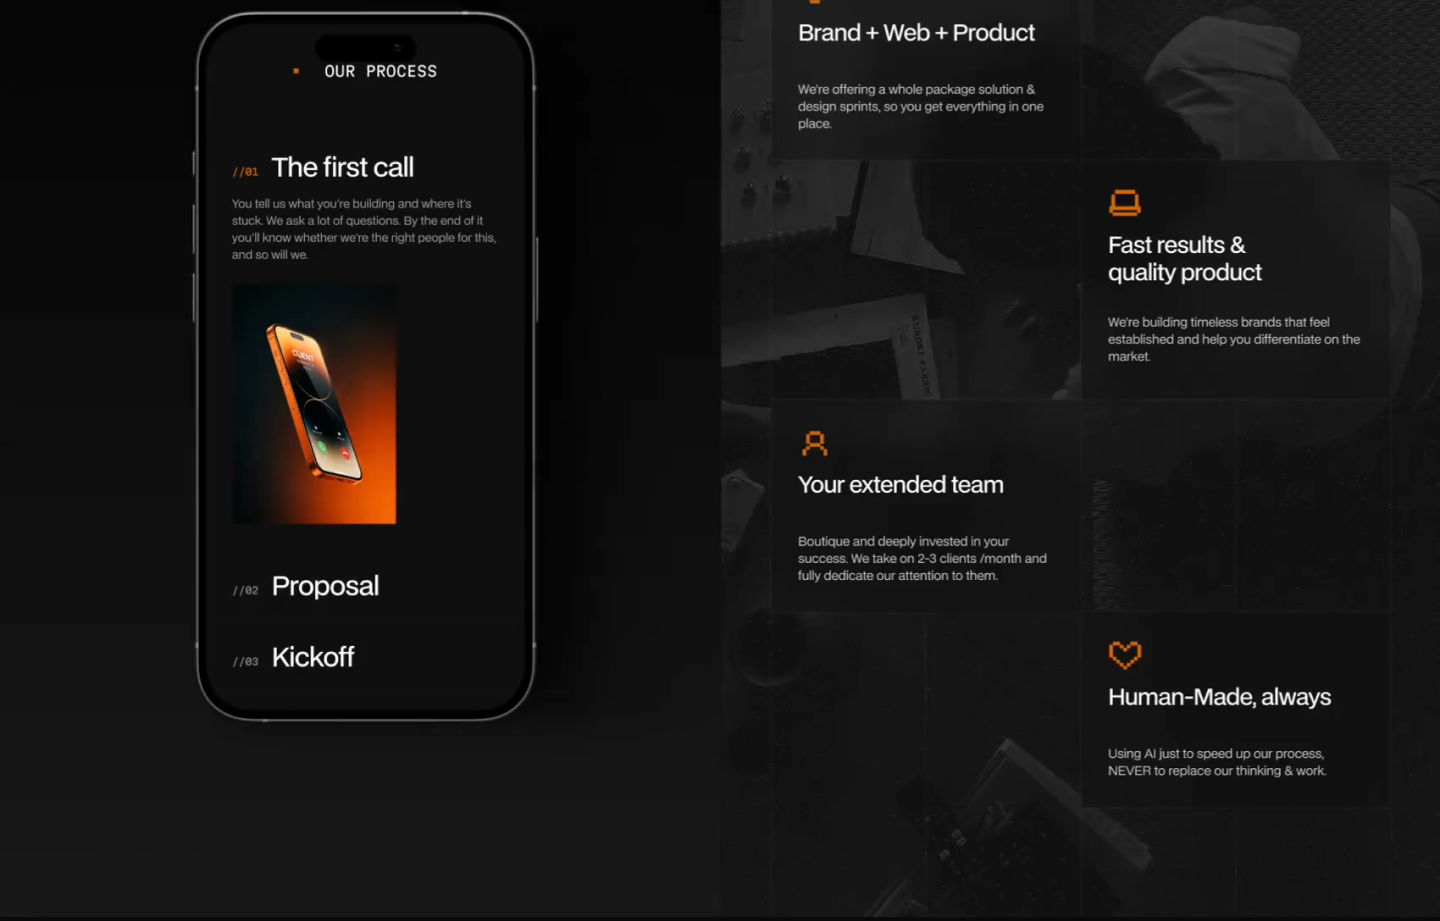 OUR PROCESS
//01 The first call
You tell us what you're building and where it's
stuck. We ask a lot of questions. By the end of it
you'll know whether we're the right people for this,
and so will we.
CLIENT
//02 Proposal
//03 Kickoff
Brand + Web + Product
We're offering a whole package solution &
design sprints, so you get everything in one
place.
Fast results &
quality product
We're building timeless brands that feel
established and help you differentiate on the
market.
Your extended team
Boutique and deeply invested in your
success. We take on 2-3 clients /month and
fully dedicate our attention to them.
Human-Made, always
Using AI just to speed up our process,
NEVER to replace our thinking & work.